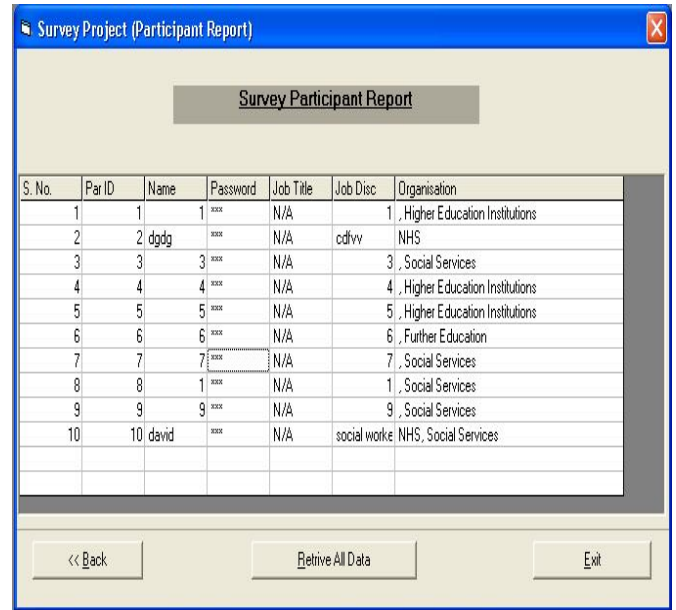 Survey Project (Participant Report)
Survey Participant Report
S. No. Par ID Name Password Job Title Job Disc Organisation
1 1 1 *** N/A 1 , Higher Education Institutions
2 2 dgdg *** N/A cdfvv NHS
3 3 3 *** N/A 3 , Social Services
4 4 4 *** N/A 4 , Higher Education Institutions
5 5 5 *** N/A 5 , Higher Education Institutions
6 6 6 *** N/A 6 , Further Education
7 7 7 *** N/A 7 , Social Services
8 8 1 *** N/A 1 , Social Services
9 9 9 *** N/A 9 , Social Services
10 10 david *** N/A social worke NHS, Social Services
<< Back Retrive All Data Exit